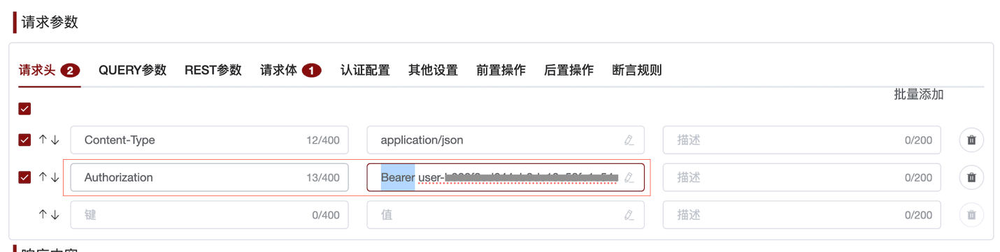 请求参数
请求头 2 QUERY参数 REST参数 请求体 1 认证配置 其他设置 前置操作 后置操作 断言规则
批量添加
Content-Type 12/400 application/json 描述 0/200
Authorization 13/400 Bearer user- 描述 0/200
键 0/400 值 描述 0/200
响应内容